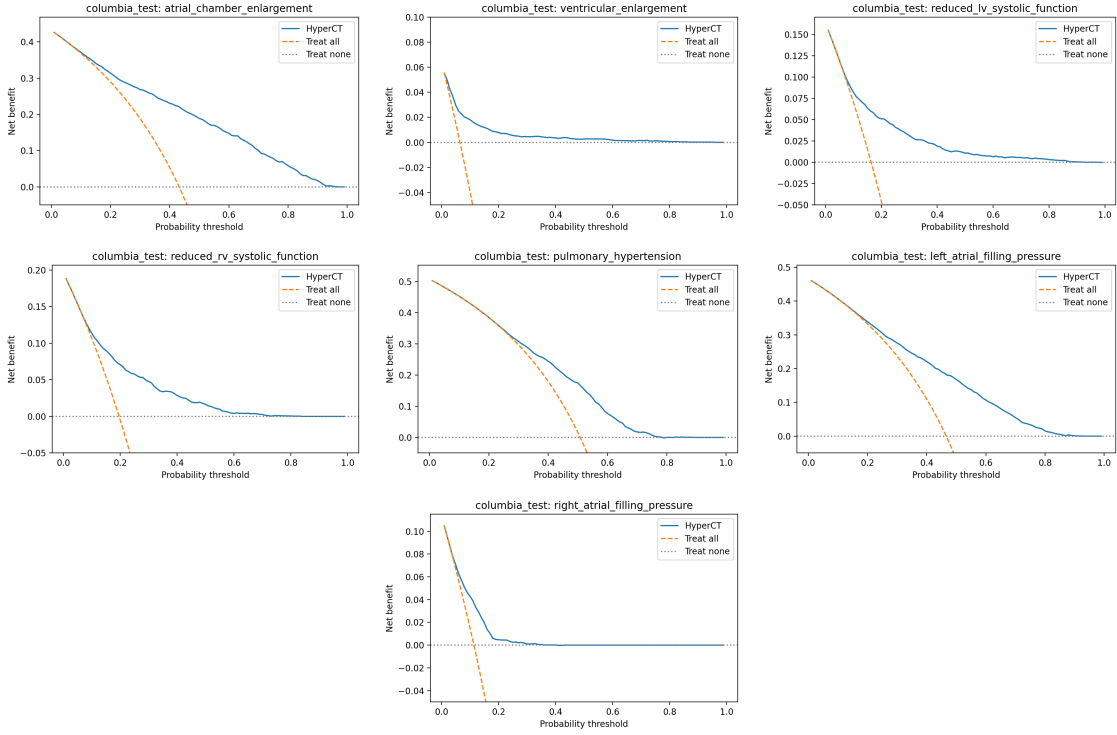 columbia_test: atrial_chamber_enlargement
HyperCT
Treat all
Treat none
Net benefit
0.4
0.3
0.2
0.1
0.0
0.0 0.2 0.4 0.6 0.8 1.0
Probability threshold
columbia_test: ventricular_enlargement
HyperCT
Treat all
Treat none
Net benefit
0.10
0.08
0.06
0.04
0.02
0.00
−0.02
−0.04
0.0 0.2 0.4 0.6 0.8 1.0
Probability threshold
columbia_test: reduced_lv_systolic_function
HyperCT
Treat all
Treat none
Net benefit
0.150
0.125
0.100
0.075
0.050
0.025
0.000
−0.025
−0.050
0.0 0.2 0.4 0.6 0.8 1.0
Probability threshold
columbia_test: reduced_rv_systolic_function
HyperCT
Treat all
Treat none
Net benefit
0.20
0.15
0.10
0.05
0.00
−0.05
0.0 0.2 0.4 0.6 0.8 1.0
Probability threshold
columbia_test: pulmonary_hypertension
HyperCT
Treat all
Treat none
Net benefit
0.5
0.4
0.3
0.2
0.1
0.0
0.0 0.2 0.4 0.6 0.8 1.0
Probability threshold
columbia_test: left_atrial_filling_pressure
HyperCT
Treat all
Treat none
Net benefit
0.5
0.4
0.3
0.2
0.1
0.0
0.0 0.2 0.4 0.6 0.8 1.0
Probability threshold
columbia_test: right_atrial_filling_pressure
HyperCT
Treat all
Treat none
Net benefit
0.10
0.08
0.06
0.04
0.02
0.00
−0.02
−0.04
0.0 0.2 0.4 0.6 0.8 1.0
Probability threshold